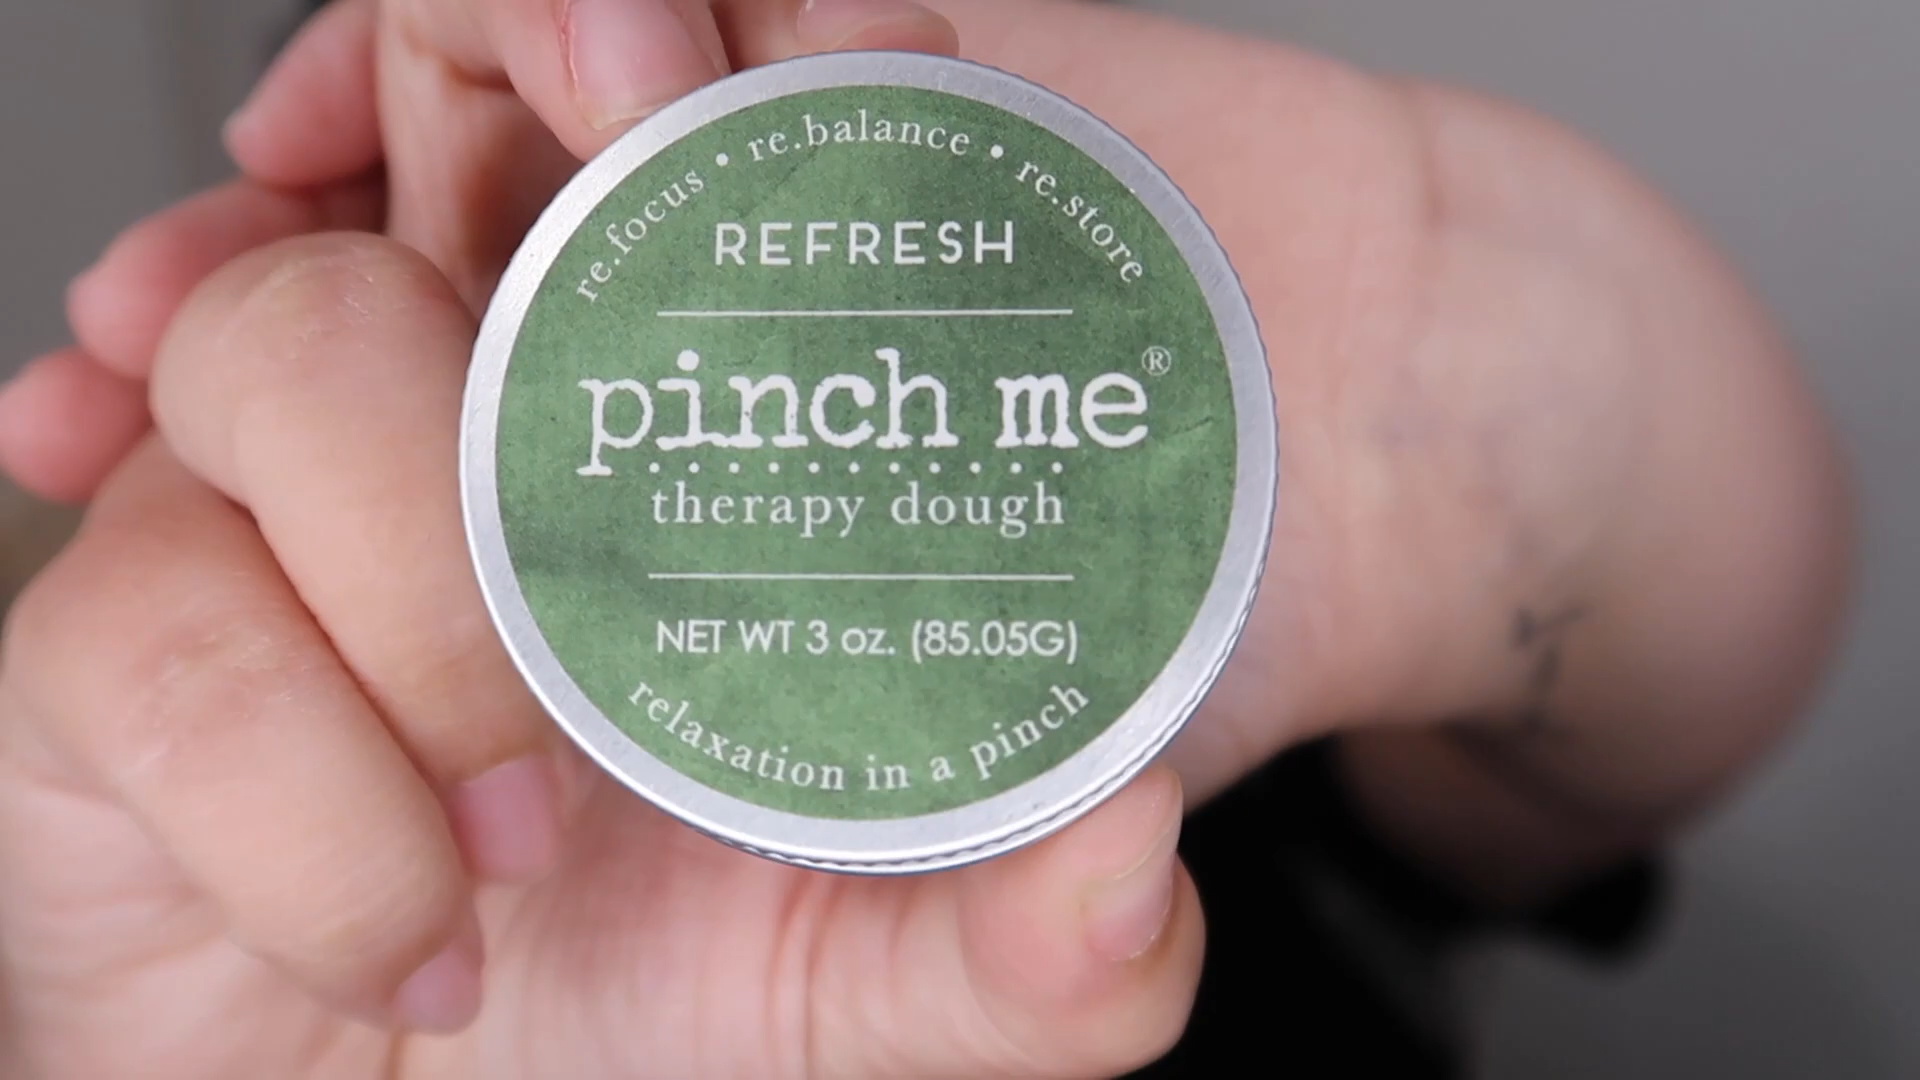 re.focus • re.balance • re.store
REFRESH
pinch me®
therapy dough
NET WT 3 oz. (85.05G)
relaxation in a pinch